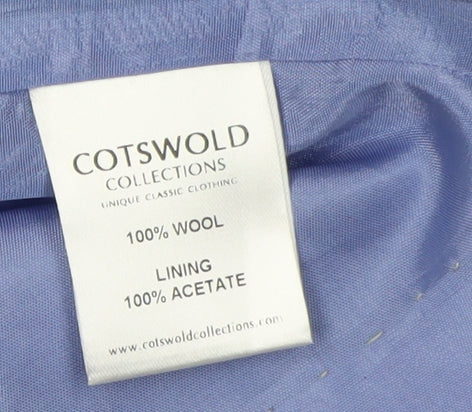 COTSWOLD
COLLECTIONS
UNIQUE CLASSIC CLOTHING
100% WOOL
LINING
100% ACETATE
www.cotswoldcollections.com